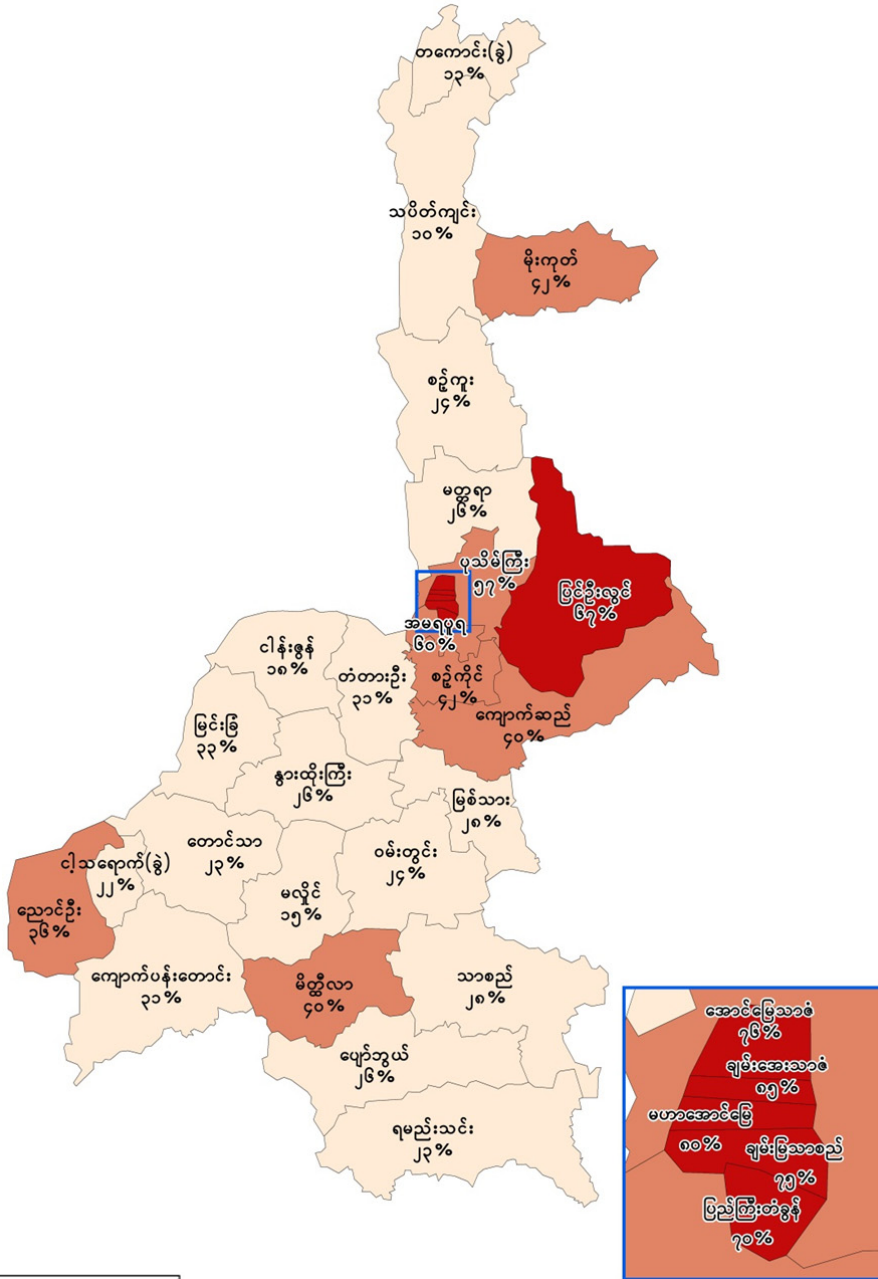 တကောင်း(ခွဲ)
၁၃%
သပိတ်ကျင်း
၁၀%
မိုးကုတ်
၄၂%
စဉ့်ကူး
၂၄%
မတ္တရာ
၂၆%
ပုသိမ်ကြီး
၅၇%
ပြင်ဦးလွင်
၆၇%
အမရပူရ
၆၀%
ငါန်းဇွန်
၁၈%
တံတားဦး
၃၁%
စဉ့်ကိုင်
၄၂%
ကျောက်ဆည်
၄၀%
မြင်းခြံ
၃၃%
နွားထိုးကြီး
၂၆%
မြစ်သား
၂၈%
တောင်သာ
၂၃%
ဝမ်းတွင်း
၂၄%
ငါ့သရောက်(ခွဲ)
၂၂%
မလှိုင်
၁၅%
ညောင်ဦး
၃၆%
ကျောက်ပန်းတောင်း
၃၁%
မိတ္ထီလာ
၄၀%
သာစည်
၂၈%
ပျော်ဘွယ်
၂၆%
ရမည်းသင်း
၂၃%
အောင်မြေသာဇံ
၇၆%
ချမ်းအေးသာဇံ
၈၅%
မဟာအောင်မြေ
၈၀%
ချမ်းမြသာစည်
၇၅%
ပြည်ကြီးတံခွန်
၇၀%